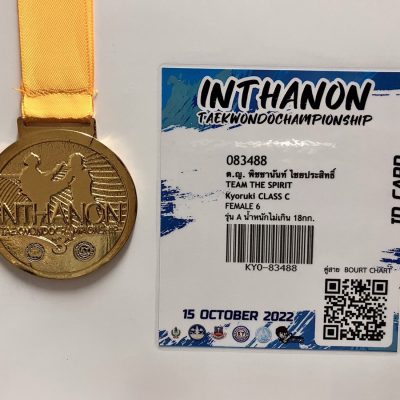 INTHANON
TAEKWONDOCHAMPIONSHIP
INTHANON
TAEKWONDOCHAMPIONSHIP
083488
ด.ญ. พิชชานันท์ ไชยประสิทธิ์
TEAM THE SPIRIT
Kyoruki CLASS C
FEMALE 6
รุ่น A น้ำหนักไม่เกิน 18กก.
KYO-83488
คู่สาย BOURT CHART
15 OCTOBER 2022
ID CARD